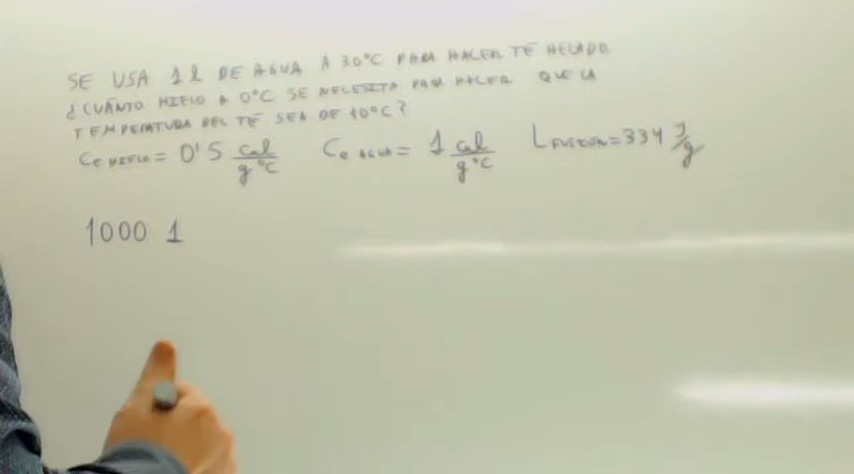 SE USA 1 l DE AGUA A 30°C PARA HACER TÉ HELADO
¿CUÁNTO HIELO A 0°C SE NECESITA PARA HACER QUE LA
TEMPERATURA DEL TÉ SEA DE 10°C?
Ce HIELO = 0'5 cal/g°C Ce AGUA = 1 cal/g°C L FUSIÓN = 334 J/g
1000 1